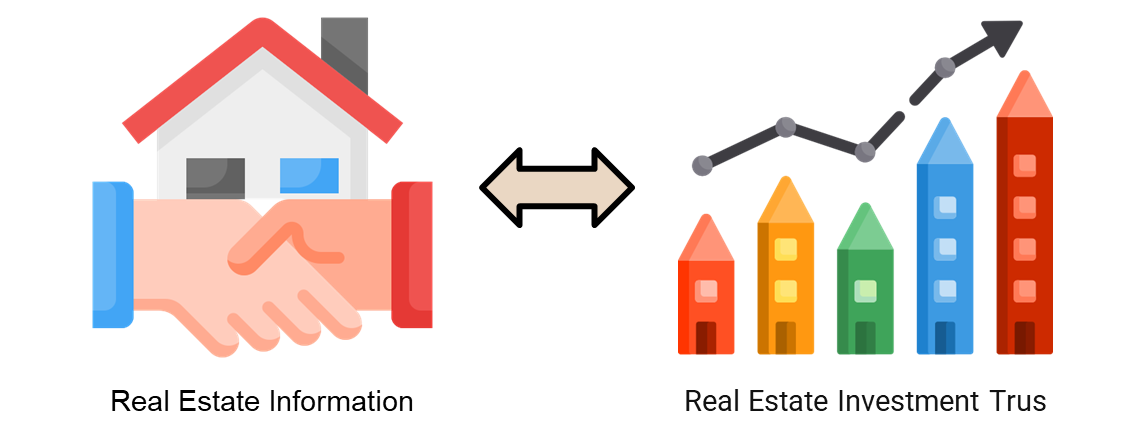 Real Estate Information
Real Estate Investment Trus